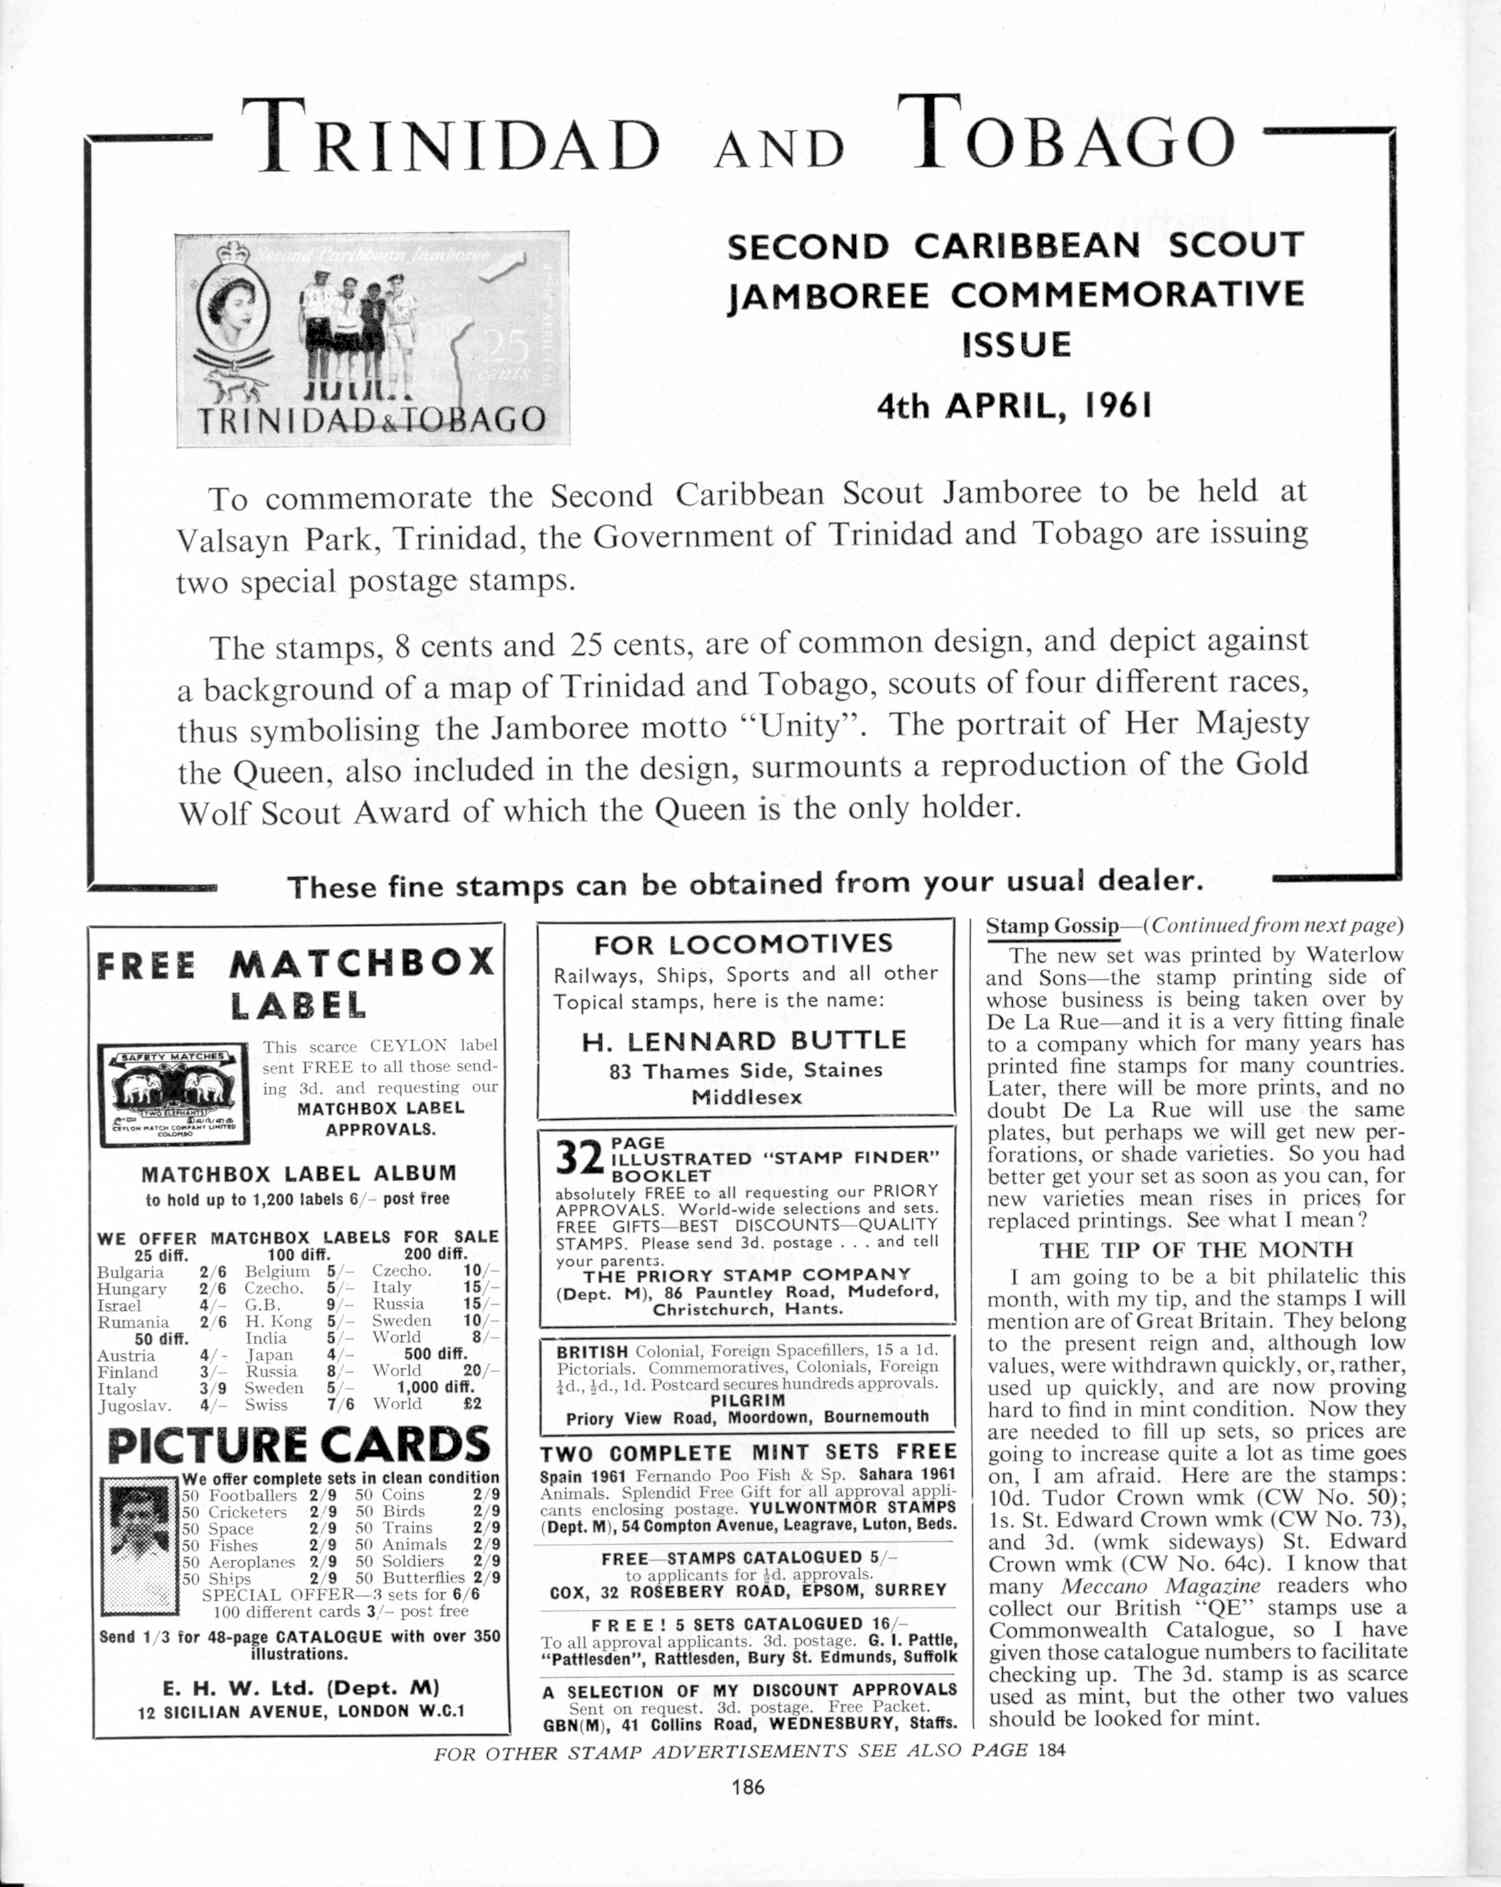 TRINIDAD AND TOBAGO
Second Caribbean Jamboree
25
cents
TRINIDAD & TOBAGO
SECOND CARIBBEAN SCOUT
JAMBOREE COMMEMORATIVE
ISSUE
4th APRIL, 1961
To commemorate the Second Caribbean Scout Jamboree to be held at
Valsayn Park, Trinidad, the Government of Trinidad and Tobago are issuing
two special postage stamps.
The stamps, 8 cents and 25 cents, are of common design, and depict against
a background of a map of Trinidad and Tobago, scouts of four different races,
thus symbolising the Jamboree motto “Unity”. The portrait of Her Majesty
the Queen, also included in the design, surmounts a reproduction of the Gold
Wolf Scout Award of which the Queen is the only holder.
These fine stamps can be obtained from your usual dealer.
FREE MATCHBOX
LABEL
SAFETY MATCHES
TWO ELEPHANTS
CEYLON MATCH COMPANY LIMITED
COLOMBO
This scarce CEYLON label
sent FREE to all those send-
ing 3d. and requesting our
MATCHBOX LABEL
APPROVALS.
MATCHBOX LABEL ALBUM
to hold up to 1,200 labels 6/- post free
WE OFFER MATCHBOX LABELS FOR SALE
25 diff. 100 diff. 200 diff.
Bulgaria 2/6 Belgium 5/- Czecho. 10/-
Hungary 2/6 Czecho. 5/- Italy 15/-
Israel 4/- G.B. 9/- Russia 15/-
Rumania 2/6 H. Kong 5/- Sweden 10/-
50 diff. India 5/- World 8/-
Austria 4/- Japan 4/- 500 diff.
Finland 3/- Russia 8/- World 20/-
Italy 3/9 Sweden 5/- 1,000 diff.
Jugoslav. 4/- Swiss 7/6 World £2
PICTURE CARDS
We offer complete sets in clean condition
50 Footballers 2/9 50 Coins 2/9
50 Cricketers 2/9 50 Birds 2/9
50 Space 2/9 50 Trains 2/9
50 Fishes 2/9 50 Animals 2/9
50 Aeroplanes 2/9 50 Soldiers 2/9
50 Ships 2/9 50 Butterflies 2/9
SPECIAL OFFER—3 sets for 6/6
100 different cards 3/- post free
Send 1/3 for 48-page CATALOGUE with over 350
illustrations.
E. H. W. Ltd. (Dept. M)
12 SICILIAN AVENUE, LONDON W.C.1
FOR LOCOMOTIVES
Railways, Ships, Sports and all other
Topical stamps, here is the name:
H. LENNARD BUTTLE
83 Thames Side, Staines
Middlesex
32 PAGE
ILLUSTRATED “STAMP FINDER”
BOOKLET
absolutely FREE to all requesting our PRIORY
APPROVALS. World-wide selections and sets.
FREE GIFTS—BEST DISCOUNTS—QUALITY
STAMPS. Please send 3d. postage . . . and tell
your parents.
THE PRIORY STAMP COMPANY
(Dept. M), 86 Pauntley Road, Mudeford,
Christchurch, Hants.
BRITISH Colonial, Foreign Spacefillers, 15 a 1d.
Pictorials. Commemoratives, Colonials, Foreign
¼d., ½d., 1d. Postcard secures hundreds approvals.
PILGRIM
Priory View Road, Moordown, Bournemouth
TWO COMPLETE MINT SETS FREE
Spain 1961 Fernando Poo Fish & Sp. Sahara 1961
Animals. Splendid Free Gift for all approval appli-
cants enclosing postage. YULWONTMOR STAMPS
(Dept. M), 54 Compton Avenue, Leagrave, Luton, Beds.
FREE—STAMPS CATALOGUED 5/-
to applicants for ½d. approvals.
COX, 32 ROSEBERY ROAD, EPSOM, SURREY
FREE! 5 SETS CATALOGUED 16/-
To all approval applicants. 3d. postage. G. I. Pattle,
“Pattlesden”, Rattlesden, Bury St. Edmunds, Suffolk
A SELECTION OF MY DISCOUNT APPROVALS
Sent on request. 3d. postage. Free Packet.
GBN(M), 41 Collins Road, WEDNESBURY, Staffs.
Stamp Gossip—(Continued from next page)
The new set was printed by Waterlow
and Sons—the stamp printing side of
whose business is being taken over by
De La Rue—and it is a very fitting finale
to a company which for many years has
printed fine stamps for many countries.
Later, there will be more prints, and no
doubt De La Rue will use the same
plates, but perhaps we will get new per-
forations, or shade varieties. So you had
better get your set as soon as you can, for
new varieties mean rises in prices for
replaced printings. See what I mean?
THE TIP OF THE MONTH
I am going to be a bit philatelic this
month, with my tip, and the stamps I will
mention are of Great Britain. They belong
to the present reign and, although low
values, were withdrawn quickly, or, rather,
used up quickly, and are now proving
hard to find in mint condition. Now they
are needed to fill up sets, so prices are
going to increase quite a lot as time goes
on, I am afraid. Here are the stamps:
10d. Tudor Crown wmk (CW No. 50);
1s. St. Edward Crown wmk (CW No. 73),
and 3d. (wmk sideways) St. Edward
Crown wmk (CW No. 64c). I know that
many Meccano Magazine readers who
collect our British “QE” stamps use a
Commonwealth Catalogue, so I have
given those catalogue numbers to facilitate
checking up. The 3d. stamp is as scarce
used as mint, but the other two values
should be looked for mint.
FOR OTHER STAMP ADVERTISEMENTS SEE ALSO PAGE 184
186